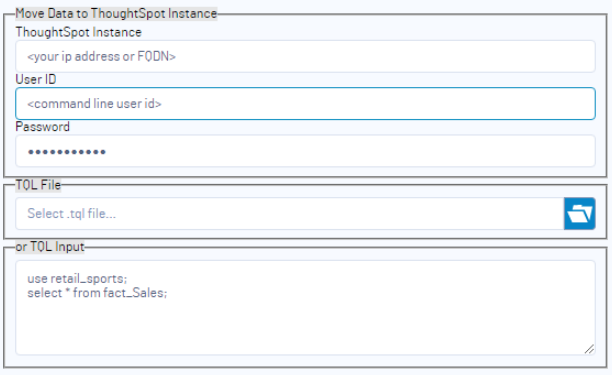 Move Data to ThoughtSpot Instance
ThoughtSpot Instance
<your ip address or FQDN>
User ID
<command line user id>
Password
•••••••••••
TQL File
Select .tql file...
or TQL Input
use retail_sports;
select * from fact_Sales;